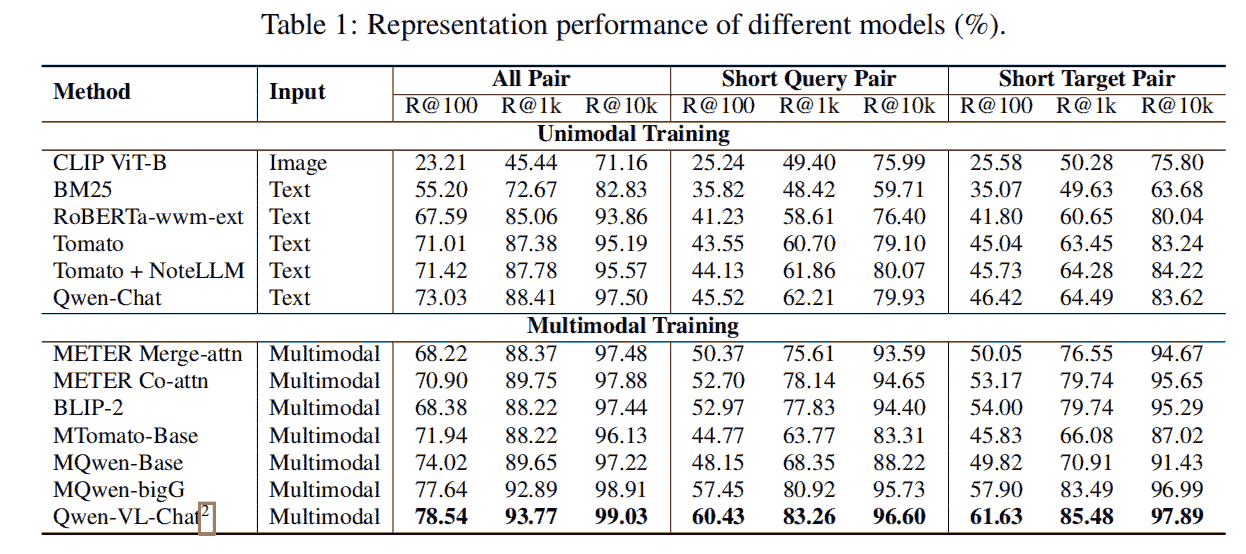 Table 1: Representation performance of different models (%).
Method Input All Pair Short Query Pair Short Target Pair
R@100 R@1k R@10k R@100 R@1k R@10k R@100 R@1k R@10k
Unimodal Training
CLIP ViT-B Image 23.21 45.44 71.16 25.24 49.40 75.99 25.58 50.28 75.80
BM25 Text 55.20 72.67 82.83 35.82 48.42 59.71 35.07 49.63 63.68
RoBERTa-wwm-ext Text 67.59 85.06 93.86 41.23 58.61 76.40 41.80 60.65 80.04
Tomato Text 71.01 87.38 95.19 43.55 60.70 79.10 45.04 63.45 83.24
Tomato + NoteLLM Text 71.42 87.78 95.57 44.13 61.86 80.07 45.73 64.28 84.22
Qwen-Chat Text 73.03 88.41 97.50 45.52 62.21 79.93 46.42 64.49 83.62
Multimodal Training
METER Merge-attn Multimodal 68.22 88.37 97.48 50.37 75.61 93.59 50.05 76.55 94.67
METER Co-attn Multimodal 70.90 89.75 97.88 52.70 78.14 94.65 53.17 79.74 95.65
BLIP-2 Multimodal 68.38 88.22 97.44 52.97 77.83 94.40 54.00 79.74 95.29
MTomato-Base Multimodal 71.94 88.22 96.13 44.77 63.77 83.31 45.83 66.08 87.02
MQwen-Base Multimodal 74.02 89.65 97.22 48.15 68.35 88.22 49.82 70.91 91.43
MQwen-bigG Multimodal 77.64 92.89 98.91 57.45 80.92 95.73 57.90 83.49 96.99
Qwen-VL-Chat2 Multimodal 78.54 93.77 99.03 60.43 83.26 96.60 61.63 85.48 97.89